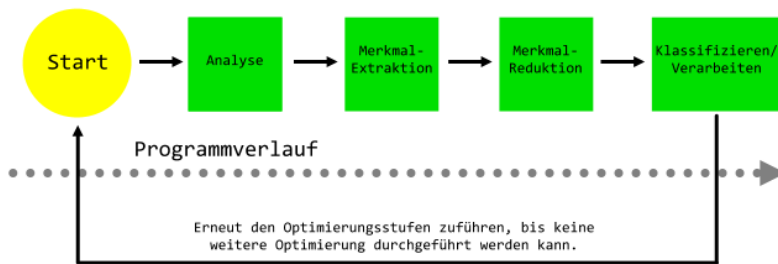 Start
Analyse
Merkmal-
Extraktion
Merkmal-
Reduktion
Klassifizieren/
Verarbeiten
Programmverlauf
Erneut den Optimierungsstufen zuführen, bis keine
weitere Optimierung durchgeführt werden kann.